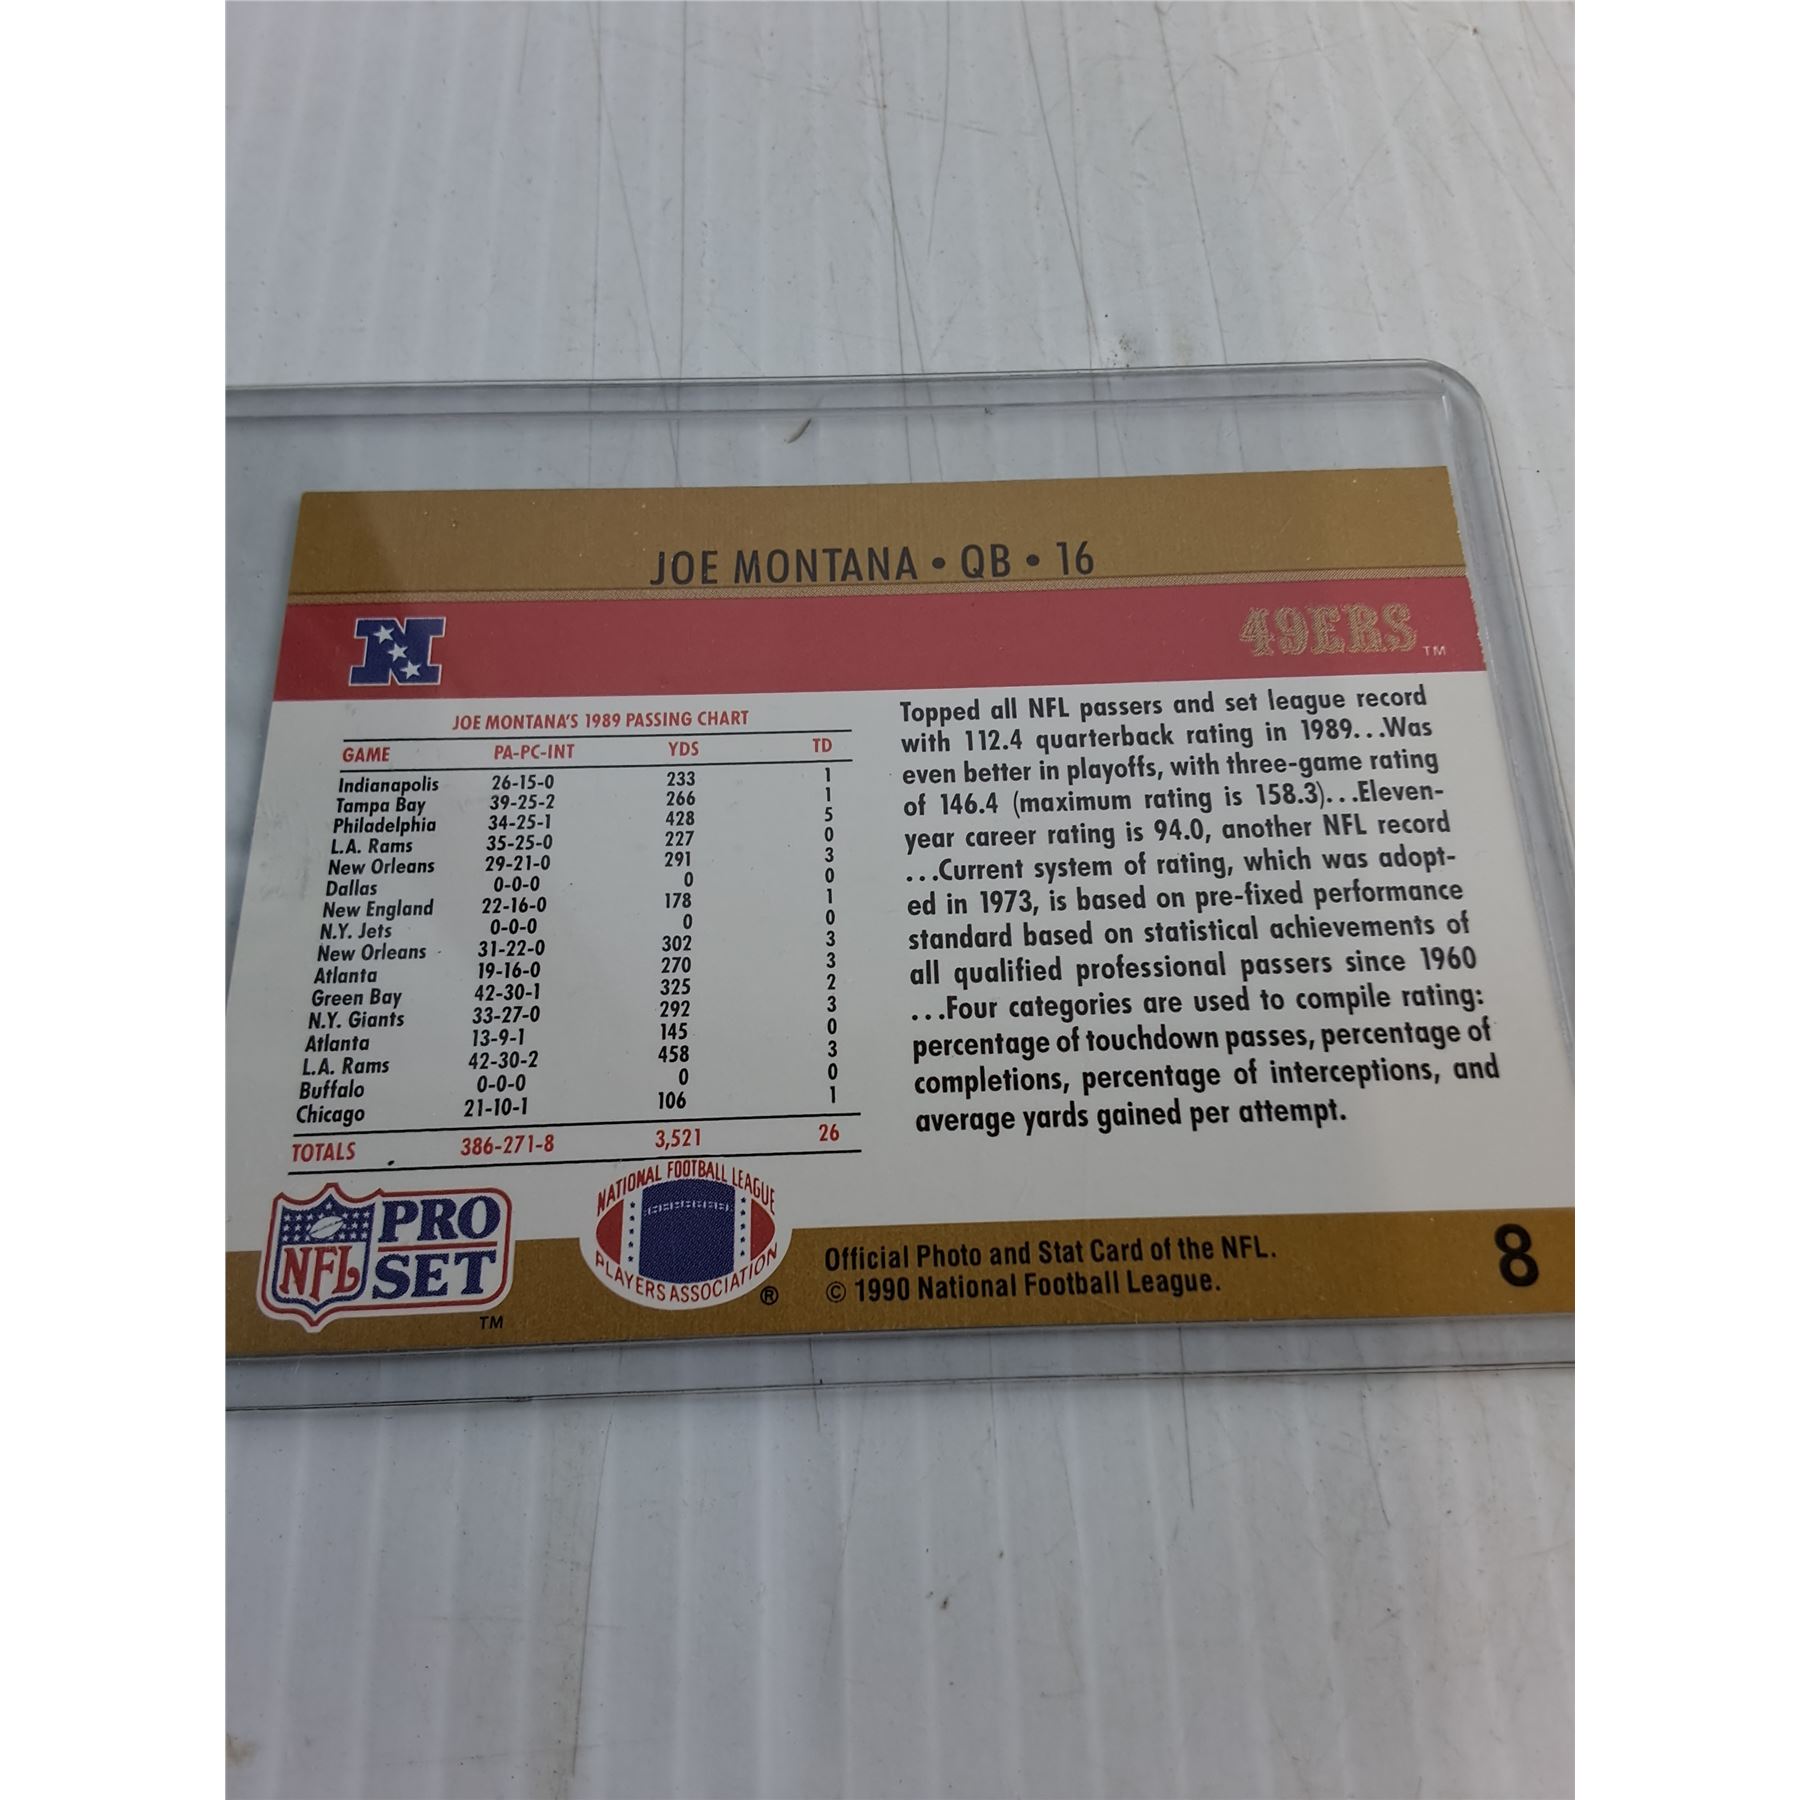 JOE MONTANA • QB • 16
N
49ERS TM
JOE MONTANA'S 1989 PASSING CHART
GAME PA-PC-INT YDS TD
Indianapolis 26-15-0 233 1
Tampa Bay 39-25-2 266 1
Philadelphia 34-25-1 428 5
L.A. Rams 35-25-0 227 0
New Orleans 29-21-0 291 3
Dallas 0-0-0 0 0
New England 22-16-0 178 1
N.Y. Jets 0-0-0 0 0
New Orleans 31-22-0 302 3
Atlanta 19-16-0 270 3
Green Bay 42-30-1 325 2
N.Y. Giants 33-27-0 292 3
Atlanta 13-9-1 145 0
L.A. Rams 42-30-2 458 3
Buffalo 0-0-0 0 0
Chicago 21-10-1 106 1
TOTALS 386-271-8 3,521 26
Topped all NFL passers and set league record
with 112.4 quarterback rating in 1989...Was
even better in playoffs, with three-game rating
of 146.4 (maximum rating is 158.3)...Eleven-
year career rating is 94.0, another NFL record
...Current system of rating, which was adopt-
ed in 1973, is based on pre-fixed performance
standard based on statistical achievements of
all qualified professional passers since 1960
...Four categories are used to compile rating:
percentage of touchdown passes, percentage of
completions, percentage of interceptions, and
average yards gained per attempt.
NFL PRO
SET TM
NATIONAL FOOTBALL LEAGUE
PLAYERS ASSOCIATION ®
Official Photo and Stat Card of the NFL.
© 1990 National Football League.
8